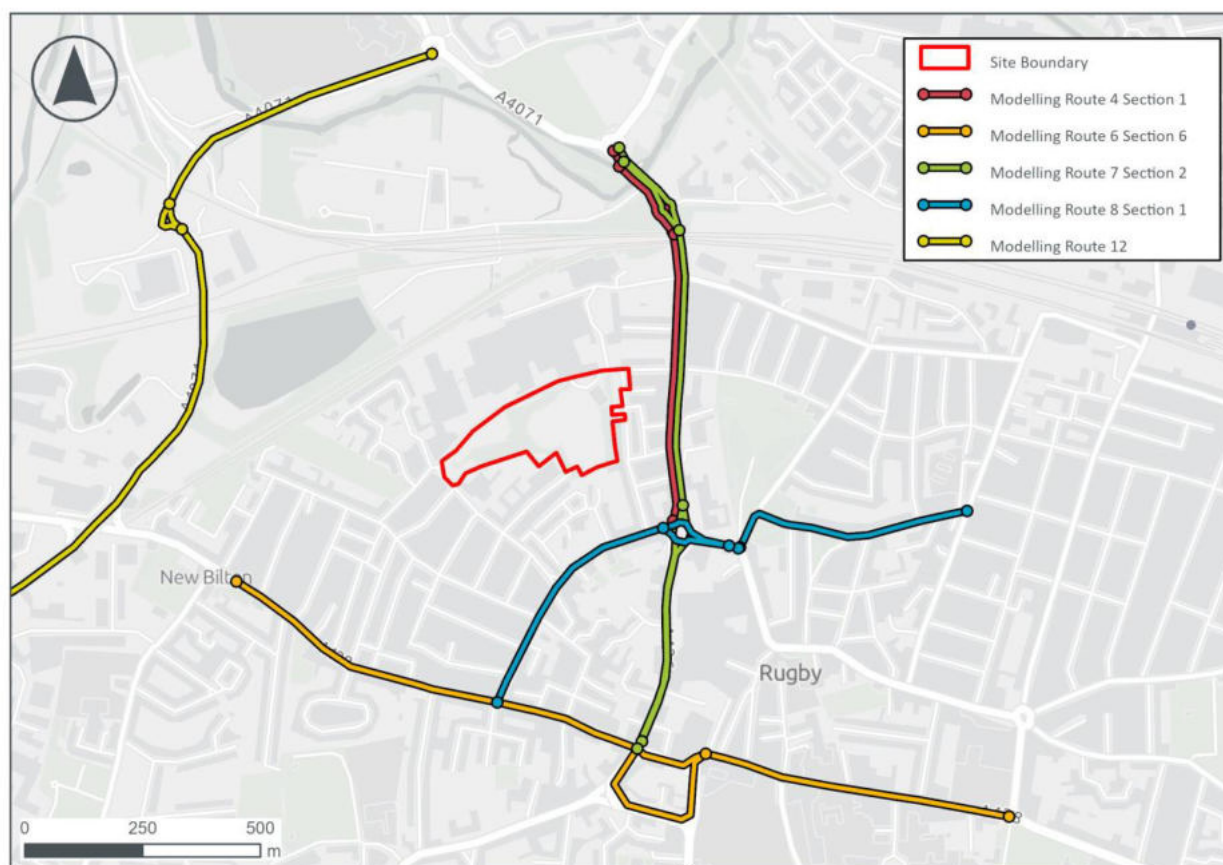 Site Boundary
Modelling Route 4 Section 1
Modelling Route 6 Section 6
Modelling Route 7 Section 2
Modelling Route 8 Section 1
Modelling Route 12
A4071
A4071
New Bilton
Rugby
0 250 500
m